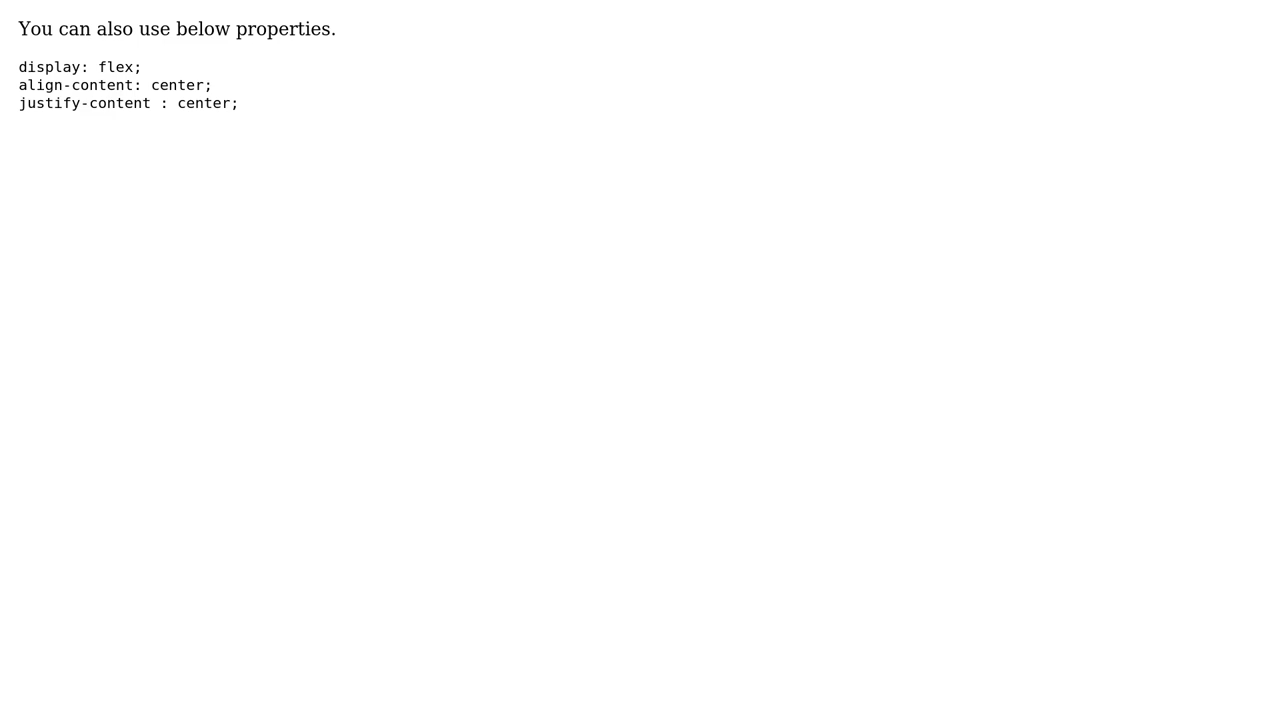 You can also use below properties.
display: flex;
align-content: center;
justify-content : center;